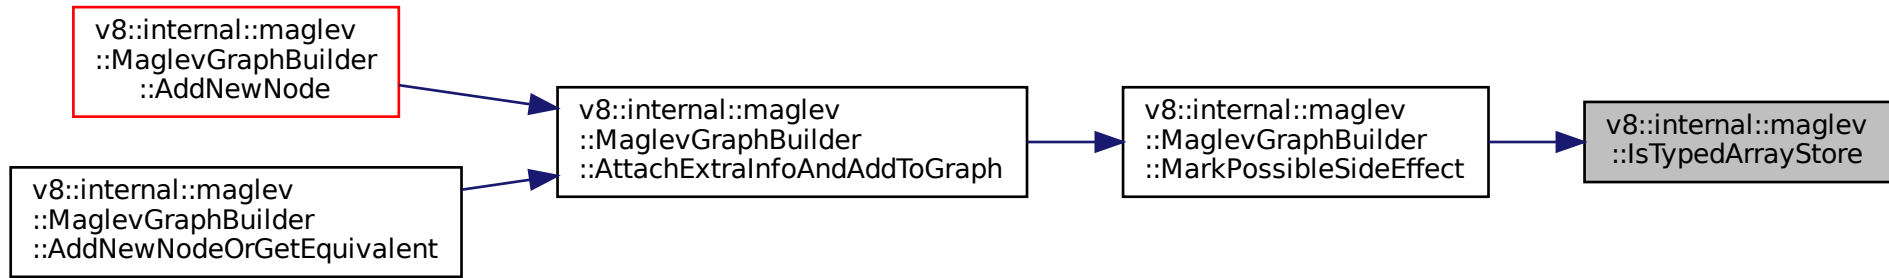 v8::internal::maglev
::MaglevGraphBuilder
::AddNewNode
v8::internal::maglev
::MaglevGraphBuilder
::AddNewNodeOrGetEquivalent
v8::internal::maglev
::MaglevGraphBuilder
::AttachExtraInfoAndAddToGraph
v8::internal::maglev
::MaglevGraphBuilder
::MarkPossibleSideEffect
v8::internal::maglev
::IsTypedArrayStore